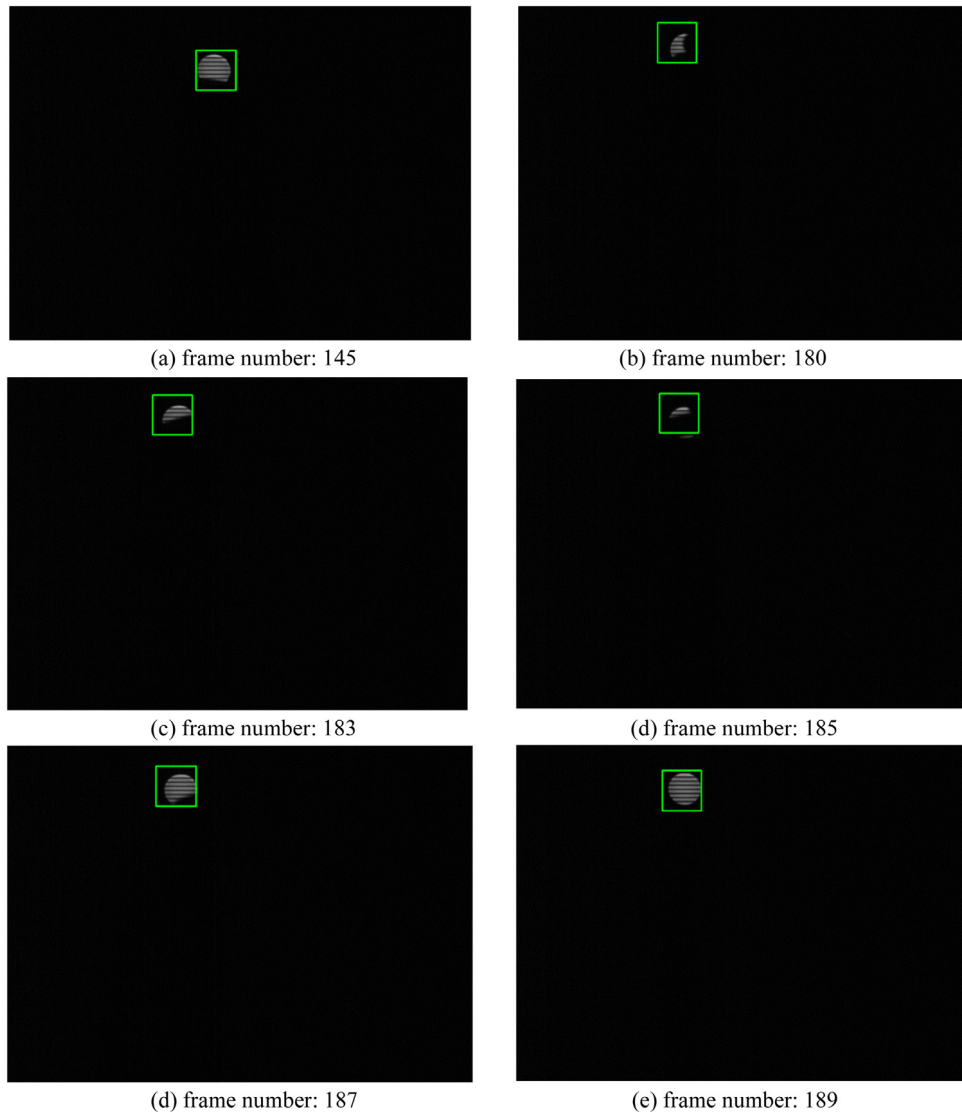 (a) frame number: 145
(b) frame number: 180
(c) frame number: 183
(d) frame number: 185
(d) frame number: 187
(e) frame number: 189